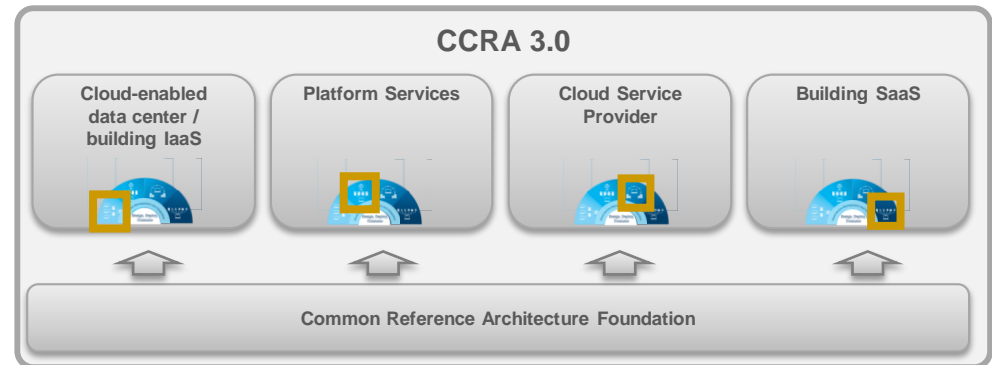 CCRA 3.0
Cloud-enabled
data center /
building IaaS
Platform Services
Cloud Service
Provider
Building SaaS
Common Reference Architecture Foundation